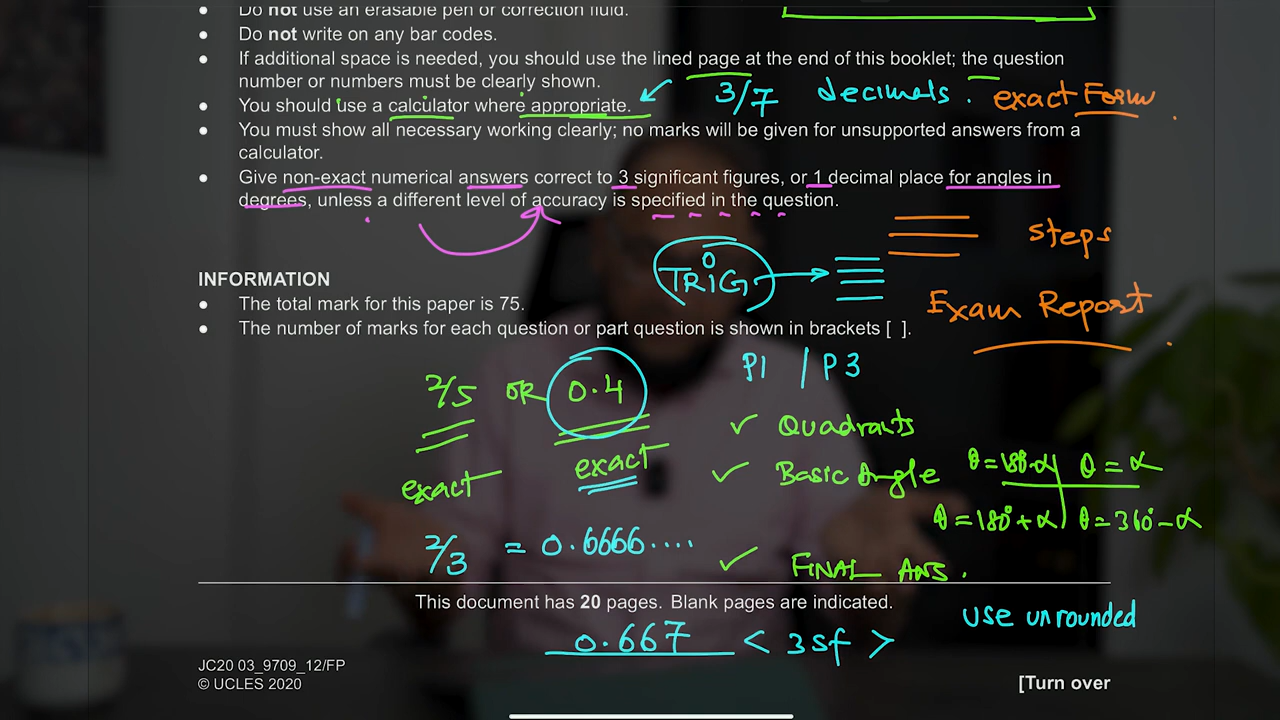 Do not use an erasable pen or correction fluid.
Do not write on any bar codes.
If additional space is needed, you should use the lined page at the end of this booklet; the question
number or numbers must be clearly shown.
You should use a calculator where appropriate. 3/7 decimals. exact Form.
You must show all necessary working clearly; no marks will be given for unsupported answers from a
calculator.
Give non-exact numerical answers correct to 3 significant figures, or 1 decimal place for angles in
degrees, unless a different level of accuracy is specified in the question.
steps
TRIG
INFORMATION
The total mark for this paper is 75.
Exam Report
The number of marks for each question or part question is shown in brackets [ ].
P1 / P3
2/5 OR 0.4
Quadrants
exact exact
Basic Angle
θ=180-α θ=α
θ=180°+α θ=360°-α
2/3 = 0.6666....
FINAL ANS.
This document has 20 pages. Blank pages are indicated.
use unrounded
0.667 < 3sf >
JC20 03_9709_12/FP
© UCLES 2020
[Turn over